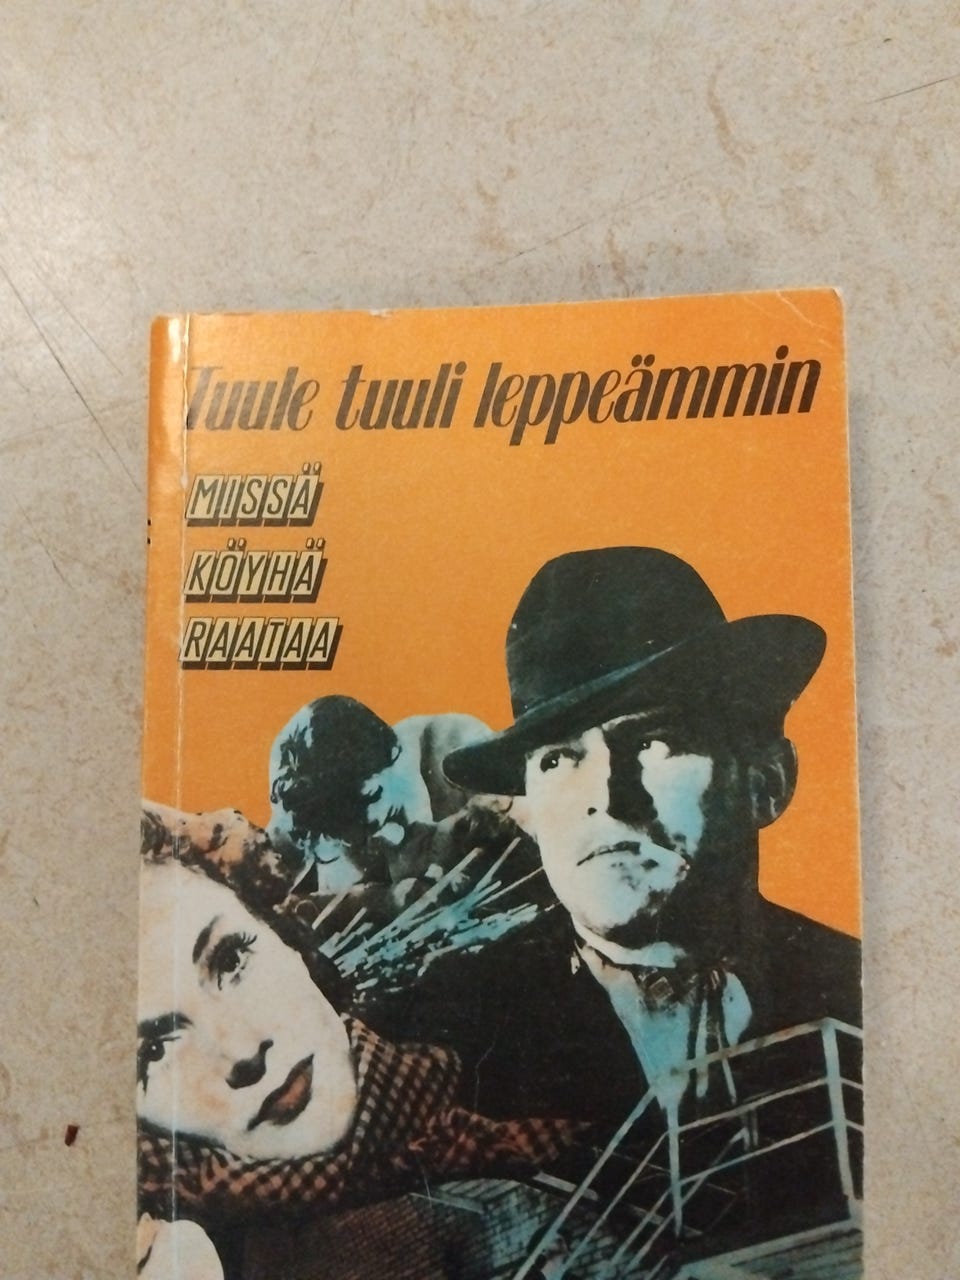 Tuule tuuli leppeämmin
MISSÄ
KÖYHÄ
RAATAA